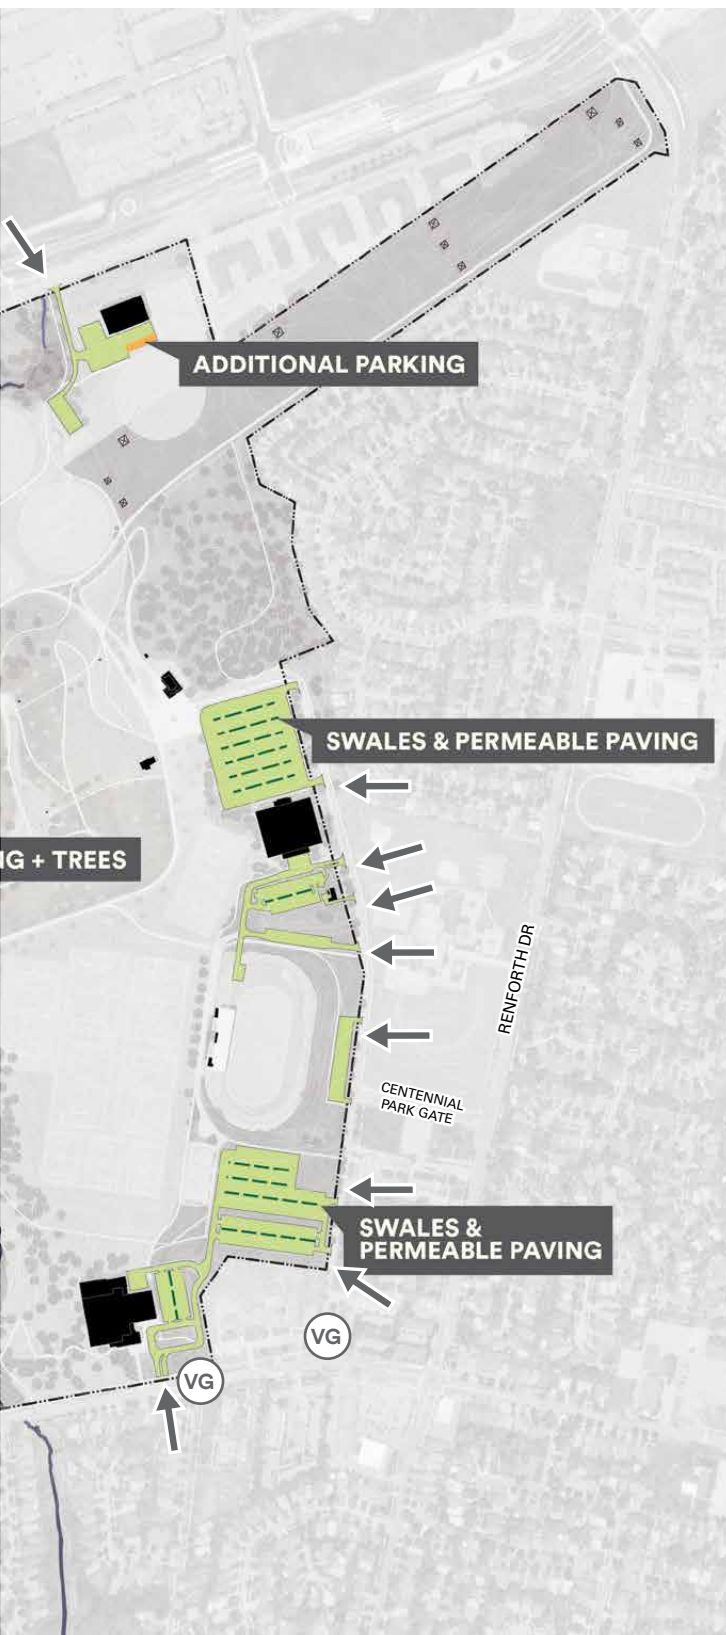 ADDITIONAL PARKING
SWALES & PERMEABLE PAVING
G + TREES
RENFORTH DR
CENTENNIAL
PARK GATE
SWALES &
PERMEABLE PAVING
VG
VG